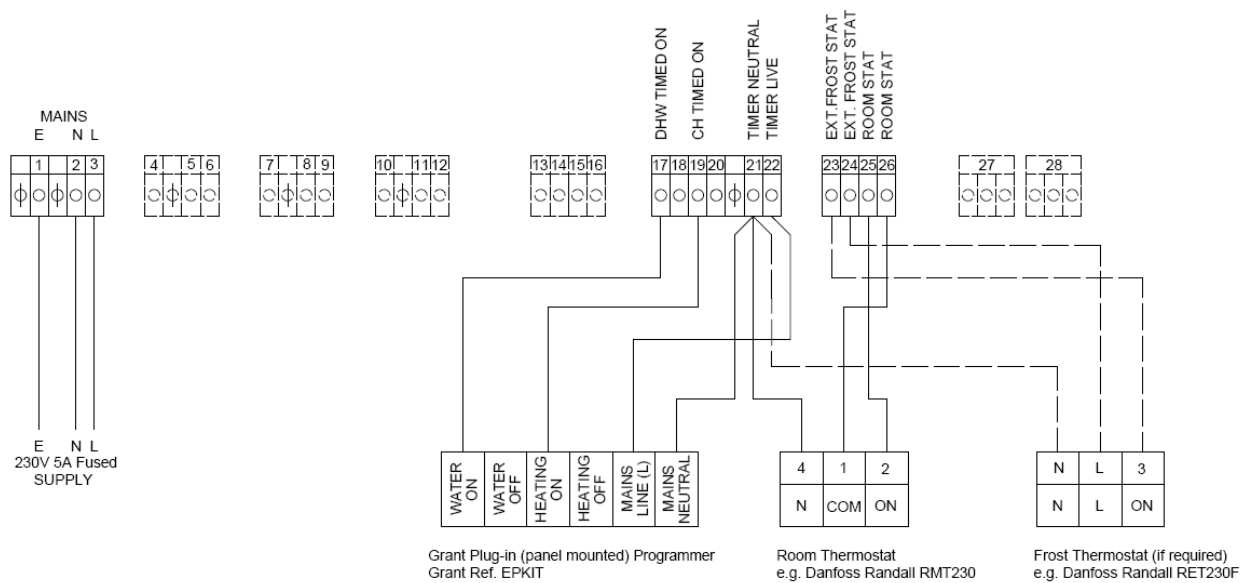 MAINS
E N L
1 2 3
4 5 6
7 8 9
10 11 12
13 14 15 16
DHW TIMED ON
CH TIMED ON
TIMER NEUTRAL
TIMER LIVE
17 18 19 20 21 22
EXT.FROST STAT
EXT. FROST STAT
ROOM STAT
ROOM STAT
23 24 25 26
27
28
E N L
230V 5A Fused
SUPPLY
WATER
ON
WATER
OFF
HEATING
ON
HEATING
OFF
MAINS
LINE (L)
MAINS
NEUTRAL
Grant Plug-in (panel mounted) Programmer
Grant Ref. EPKIT
4 1 2
N COM ON
Room Thermostat
e.g. Danfoss Randall RMT230
N L 3
N L ON
Frost Thermostat (if required)
e.g. Danfoss Randall RET230F